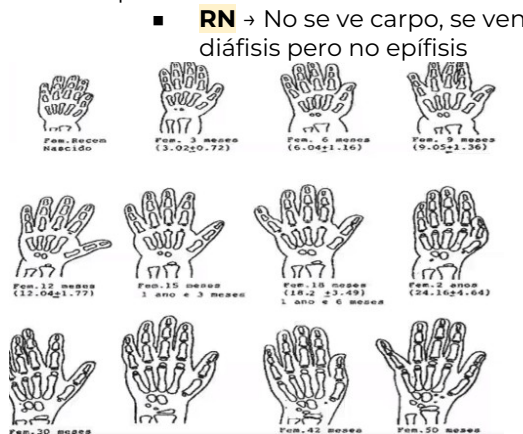 ■ RN → No se ve carpo, se ven
diáfisis pero no epífisis
Fem.Recem
Nascido
Fem. 3 meses
(3.02±0.72)
Fem. 6 meses
(6.04±1.16)
Fem. 9 meses
(9.05±1.36)
Fem.12 meses
(12.04±1.77)
Fem.15 meses
1 ano e 3 meses
Fem.18 meses
(18.2 ±3.49)
1 ano e 6 meses
Fem.2 anos
(24.16±4.64)
Fem.30 meses
Fem.42 meses
Fem.50 meses